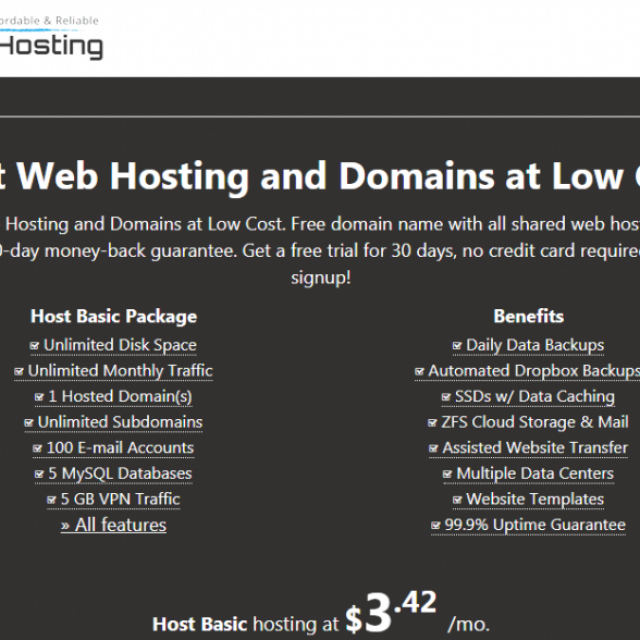 & Reliable
Hosting
Web Hosting and Domains at Low
Hosting and Domains at Low Cost. Free domain name with all shared web
-day money-back guarantee. Get a free trial for 30 days, no credit card
signup!
Host Basic Package
Unlimited Disk Space
Unlimited Monthly Traffic
1 Hosted Domain(s)
Unlimited Subdomains
100 E-mail Accounts
5 MySQL Databases
5 GB VPN Traffic
» All features
Benefits
Daily Data Backups
Automated Dropbox Backups
SSDs w/ Data Caching
ZFS Cloud Storage & Mail
Assisted Website Transfer
Multiple Data Centers
Website Templates
99.9% Uptime Guarantee
Host Basic hosting at $3.42 /mo.